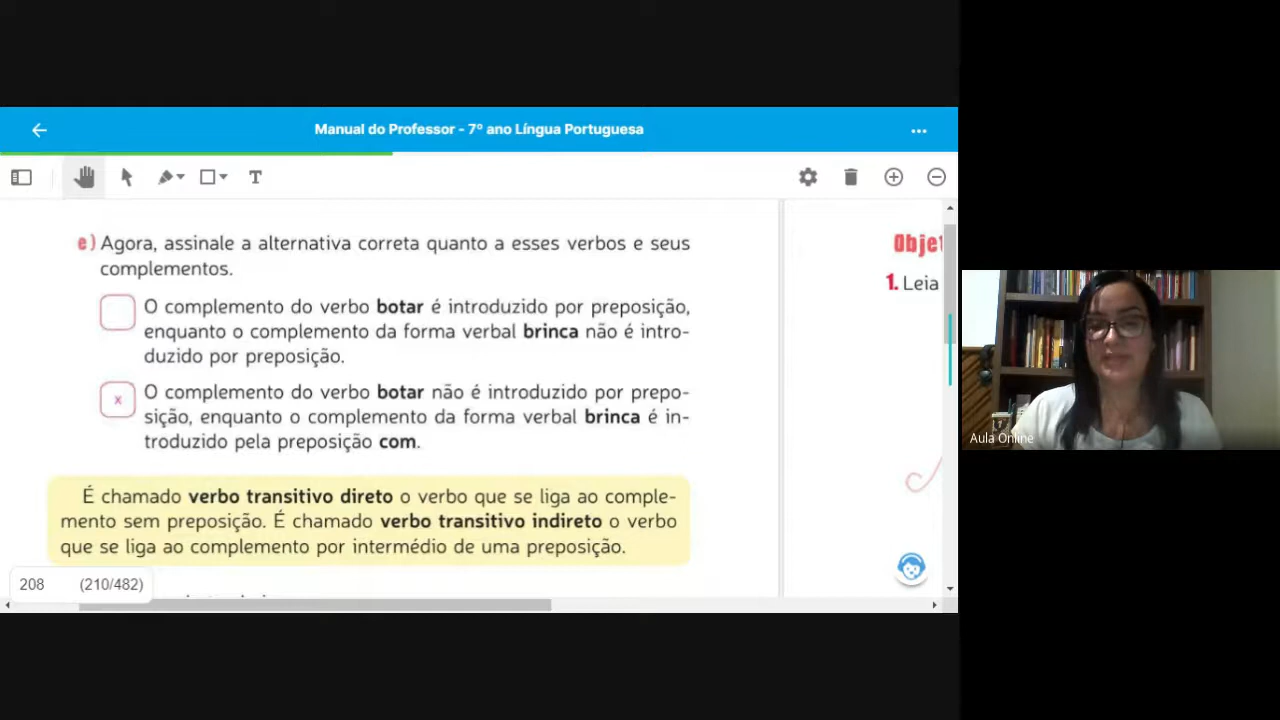 Manual do Professor - 7º ano Língua Portuguesa
T
e) Agora, assinale a alternativa correta quanto a esses verbos e seus
complementos.
O complemento do verbo botar é introduzido por preposição,
enquanto o complemento da forma verbal brinca não é intro-
duzido por preposição.
x O complemento do verbo botar não é introduzido por prepo-
sição, enquanto o complemento da forma verbal brinca é in-
troduzido pela preposição com.
É chamado verbo transitivo direto o verbo que se liga ao comple-
mento sem preposição. É chamado verbo transitivo indireto o verbo
que se liga ao complemento por intermédio de uma preposição.
208 (210/482)
Obje
1. Leia
Aula Online